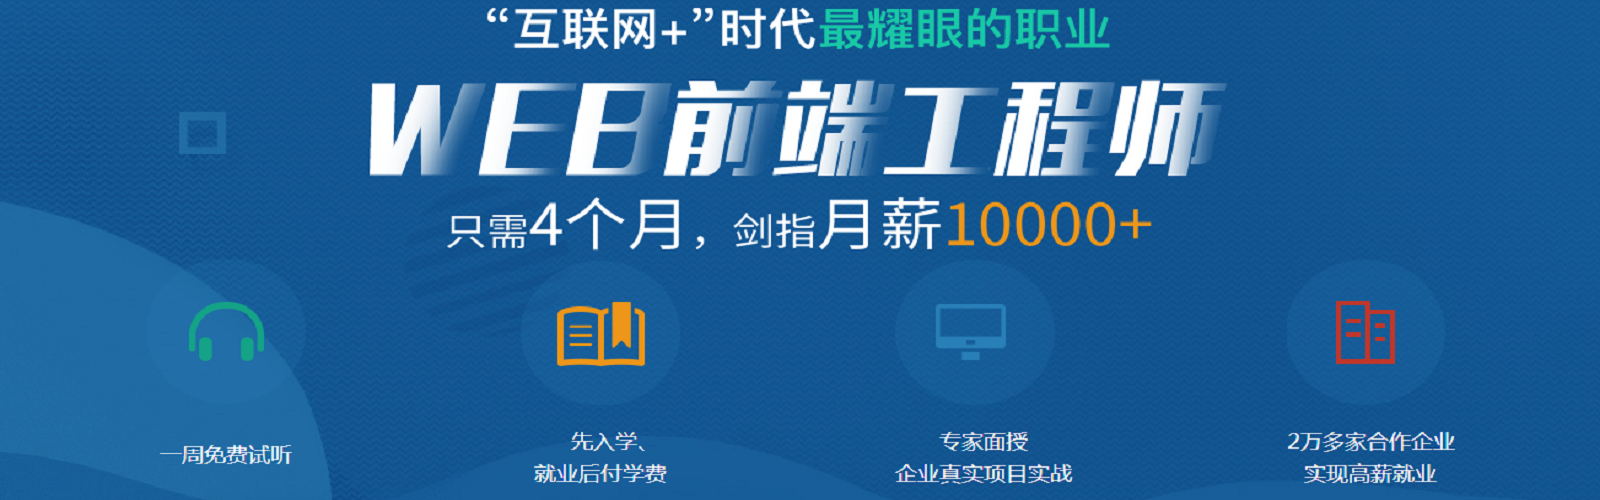 “互联网+”时代最耀眼的职业
WEB前端工程师
只需4个月，剑指月薪10000+
一周免费试听
先入学、
就业后付学费
专家面授
企业真实项目实战
2万多家合作企业
实现高薪就业